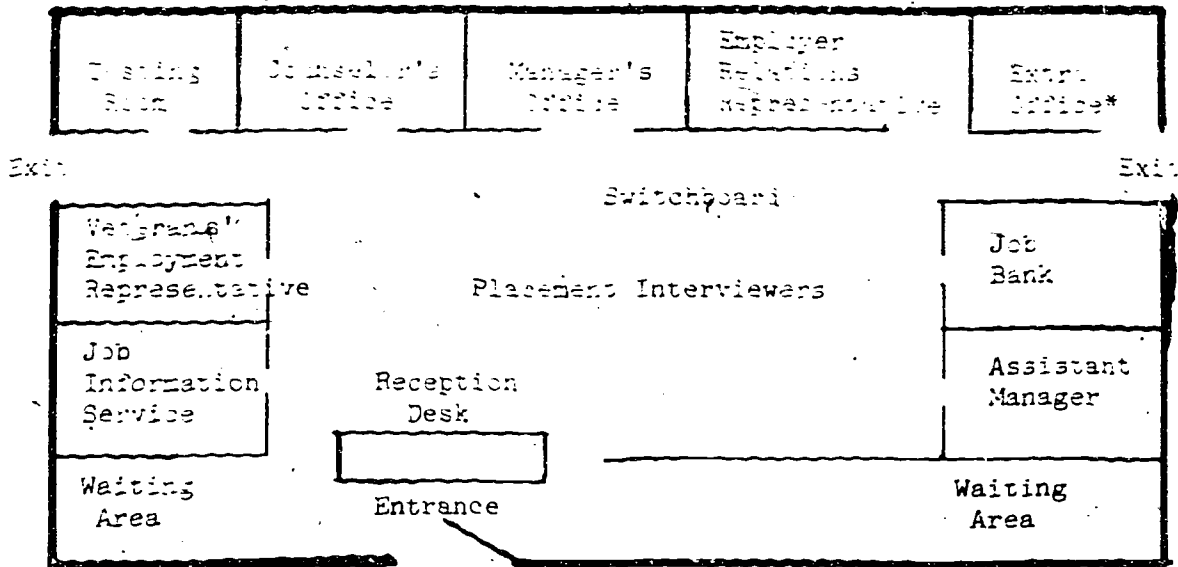 Testing
Room
Counselor's
Office
Manager's
Office
Employer
Relations
Representative
Extra
Office*
Exit
Exit
Switchboard
Veterans"
Employment
Representative
Placement Interviewers
Job
Bank
Job
Information
Service
Reception
Desk
Assistant
Manager
Waiting
Area
Entrance
Waiting
Area